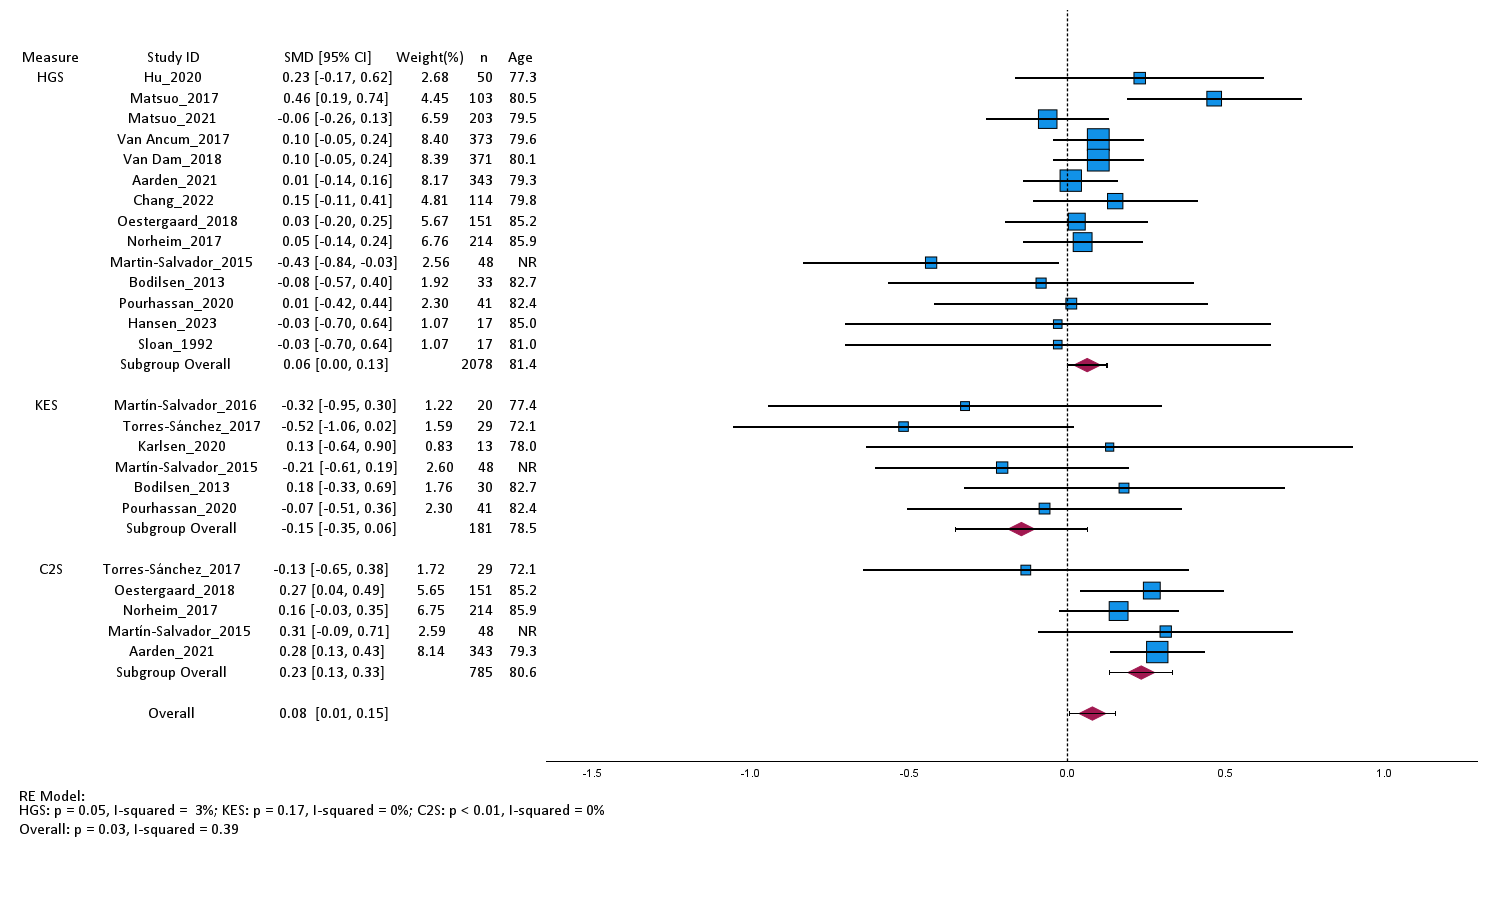 Measure Study ID SMD [95% CI] Weight(%) n Age
HGS Hu_2020 0.23 [-0.17, 0.62] 2.68 50 77.3
Matsuo_2017 0.46 [0.19, 0.74] 4.45 103 80.5
Matsuo_2021 -0.06 [-0.26, 0.13] 6.59 203 79.5
Van Ancum_2017 0.10 [-0.05, 0.24] 8.40 373 79.6
Van Dam_2018 0.10 [-0.05, 0.24] 8.39 371 80.1
Aarden_2021 0.01 [-0.14, 0.16] 8.17 343 79.3
Chang_2022 0.15 [-0.11, 0.41] 4.81 114 79.8
Oestergaard_2018 0.03 [-0.20, 0.25] 5.67 151 85.2
Norheim_2017 0.05 [-0.14, 0.24] 6.76 214 85.9
Martin-Salvador_2015 -0.43 [-0.84, -0.03] 2.56 48 NR
Bodilsen_2013 -0.08 [-0.57, 0.40] 1.92 33 82.7
Pourhassan_2020 0.01 [-0.42, 0.44] 2.30 41 82.4
Hansen_2023 -0.03 [-0.70, 0.64] 1.07 17 85.0
Sloan_1992 -0.03 [-0.70, 0.64] 1.07 17 81.0
Subgroup Overall 0.06 [0.00, 0.13] 2078 81.4
KES Martín-Salvador_2016 -0.32 [-0.95, 0.30] 1.22 20 77.4
Torres-Sánchez_2017 -0.52 [-1.06, 0.02] 1.59 29 72.1
Karlsen_2020 0.13 [-0.64, 0.90] 0.83 13 78.0
Martín-Salvador_2015 -0.21 [-0.61, 0.19] 2.60 48 NR
Bodilsen_2013 0.18 [-0.33, 0.69] 1.76 30 82.7
Pourhassan_2020 -0.07 [-0.51, 0.36] 2.30 41 82.4
Subgroup Overall -0.15 [-0.35, 0.06] 181 78.5
C2S Torres-Sánchez_2017 -0.13 [-0.65, 0.38] 1.72 29 72.1
Oestergaard_2018 0.27 [0.04, 0.49] 5.65 151 85.2
Norheim_2017 0.16 [-0.03, 0.35] 6.75 214 85.9
Martín-Salvador_2015 0.31 [-0.09, 0.71] 2.59 48 NR
Aarden_2021 0.28 [0.13, 0.43] 8.14 343 79.3
Subgroup Overall 0.23 [0.13, 0.33] 785 80.6
Overall 0.08 [0.01, 0.15]
-1.5 -1.0 -0.5 0.0 0.5 1.0
RE Model:
HGS: p = 0.05, I-squared = 3%; KES: p = 0.17, I-squared = 0%; C2S: p < 0.01, I-squared = 0%
Overall: p = 0.03, I-squared = 0.39